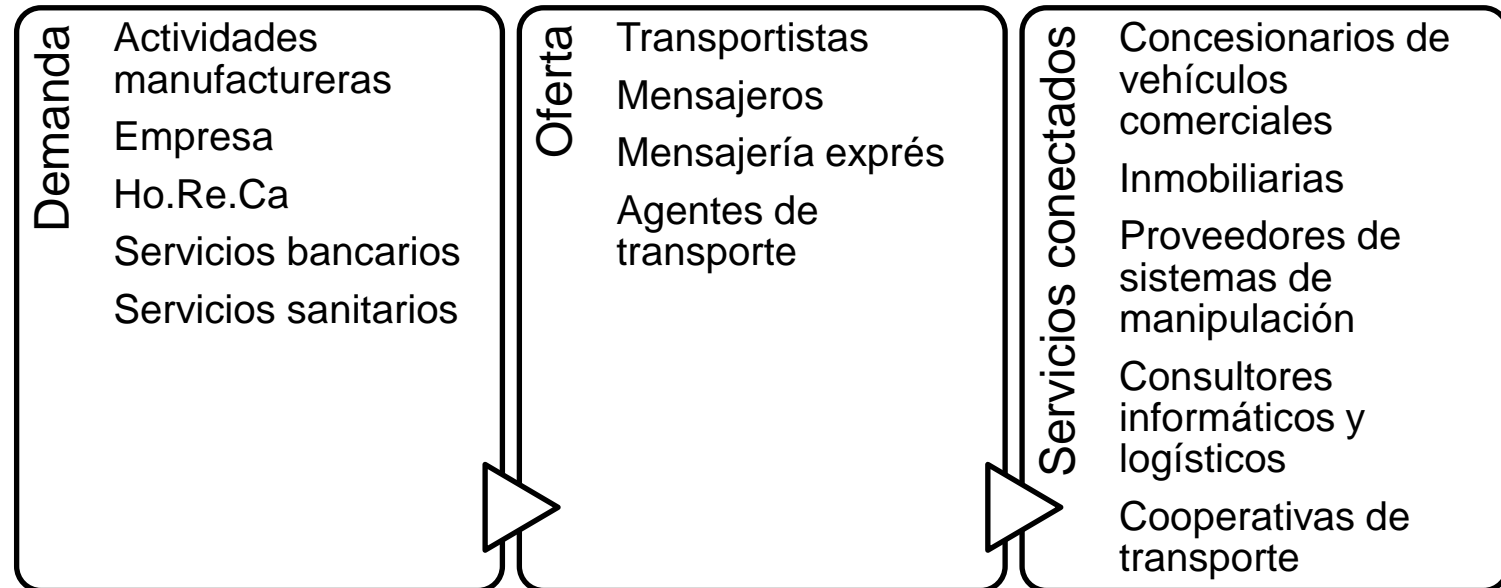 Demanda
Actividades
manufactureras
Empresa
Ho.Re.Ca
Servicios bancarios
Servicios sanitarios
Oferta
Transportistas
Mensajeros
Mensajería exprés
Agentes de
transporte
Servicios conectados
Concesionarios de
vehículos
comerciales
Inmobiliarias
Proveedores de
sistemas de
manipulación
Consultores
informáticos y
logísticos
Cooperativas de
transporte